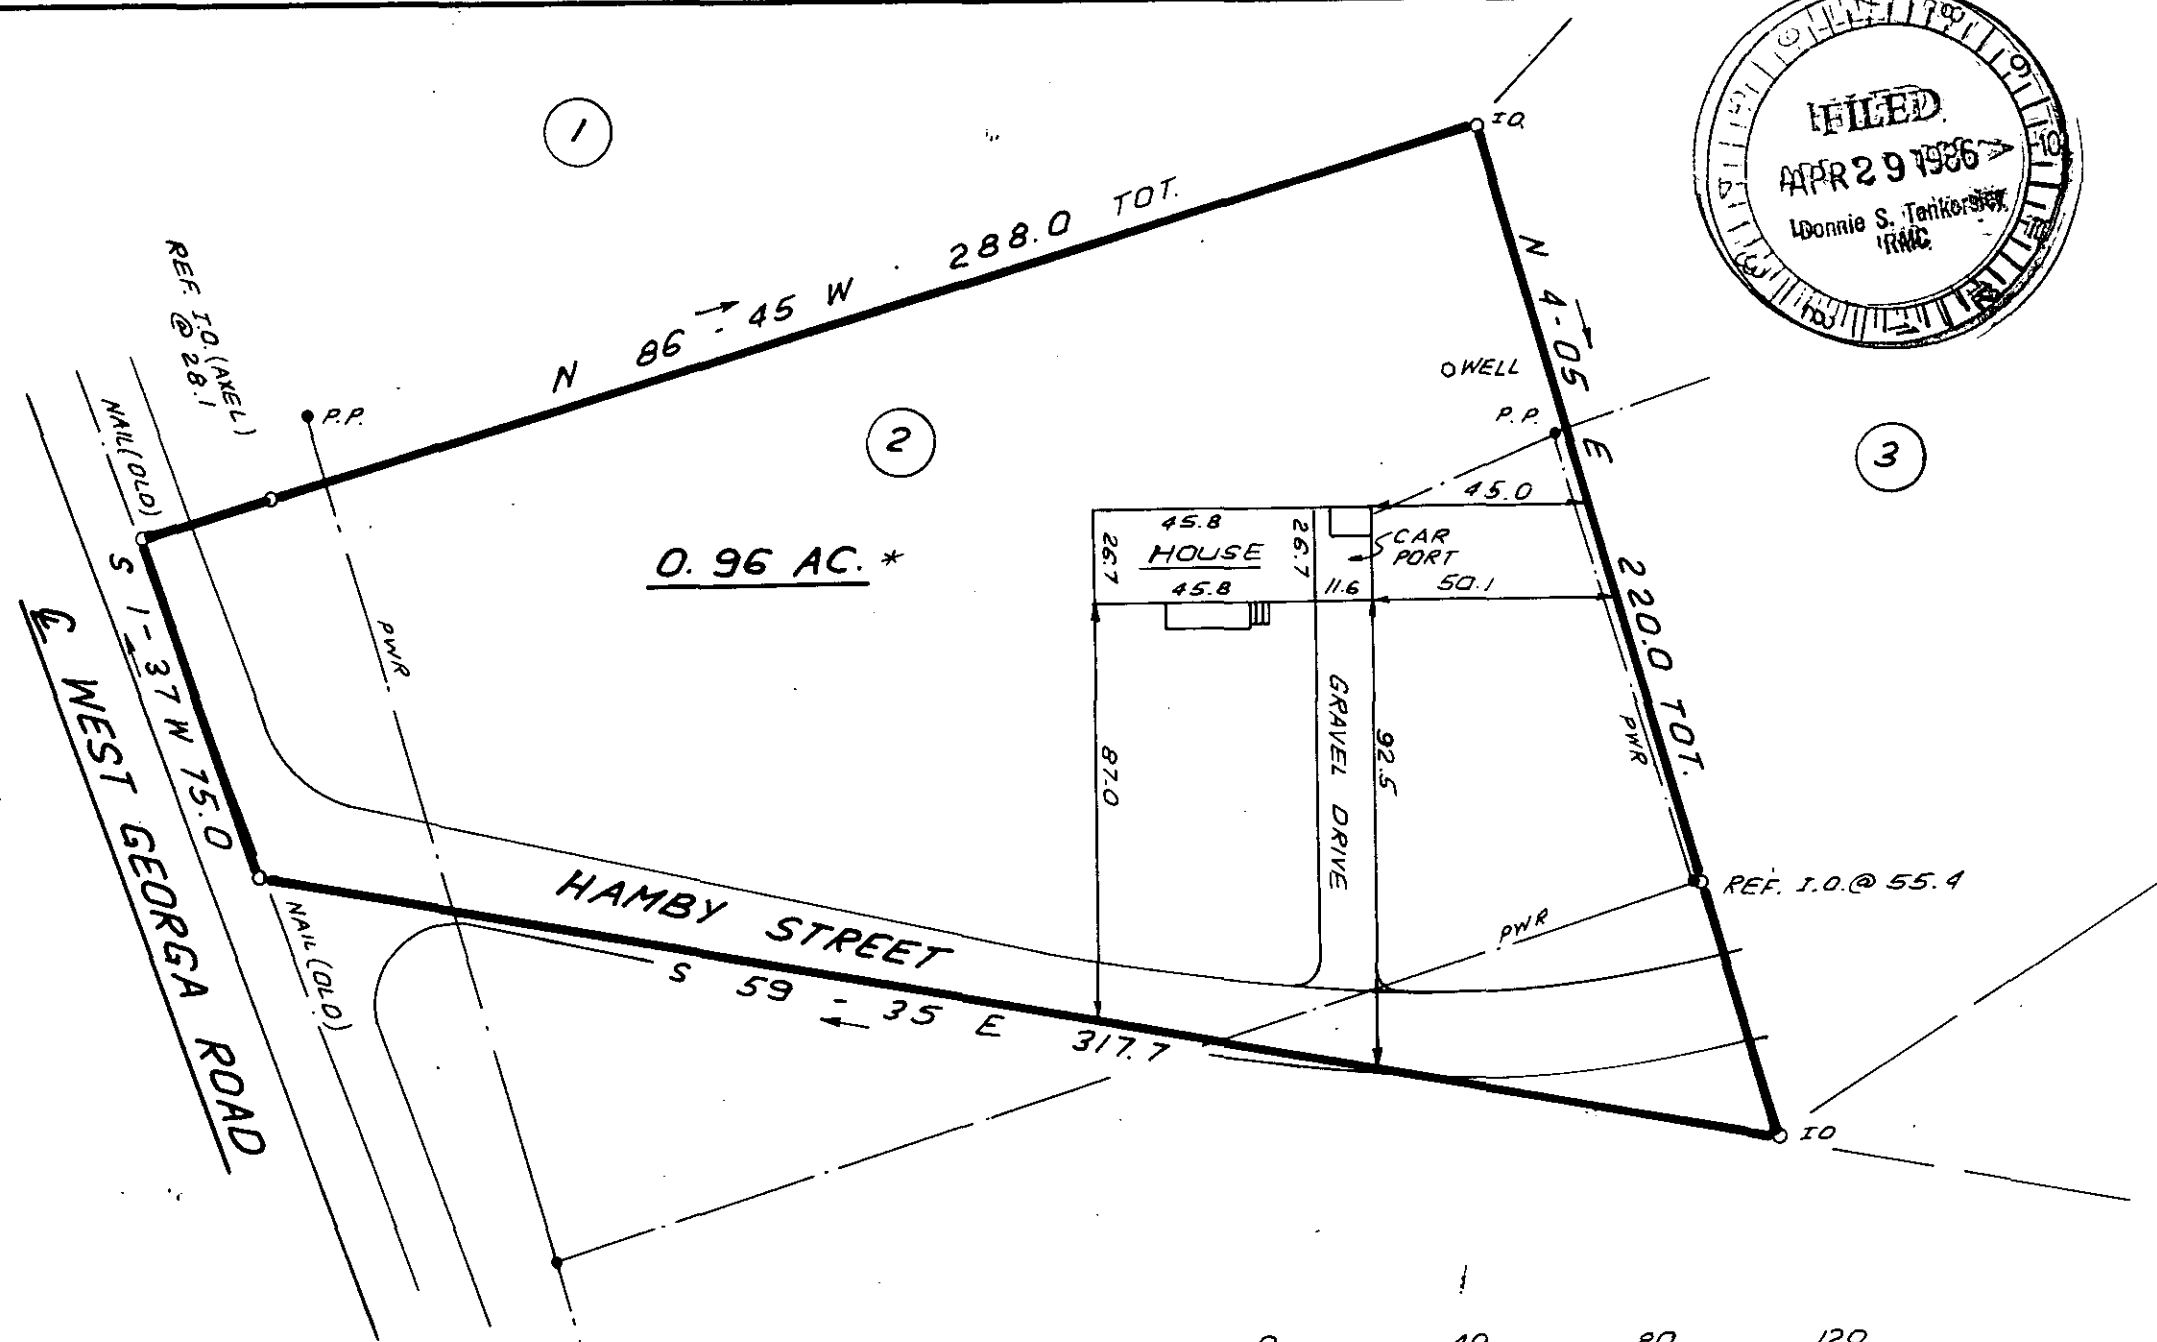 1
I.O.
FILED
APR 29 1986
Donnie S. Tankersley
RMC
N 86 - 45 W 288.0 TOT.
REF. I.O. (AXEL)
@ 28.1
NAIL (OLD)
P.P.
N 4-05 E 220.0 TOT.
O WELL
P.P.
2
3
45.0
45.8
HOUSE
26.7
26.7
CAR
PORT
45.8
11.6
50.1
0.96 AC. *
S 1-37 W 75.0
PWR
℄ WEST GEORGA ROAD
GRAVEL DRIVE
87.0
92.5
PWR
REF. I.O. @ 55.4
HAMBY STREET
NAIL (OLD)
PWR
S 59 - 35 E 317.7
IO
0 40 80 120